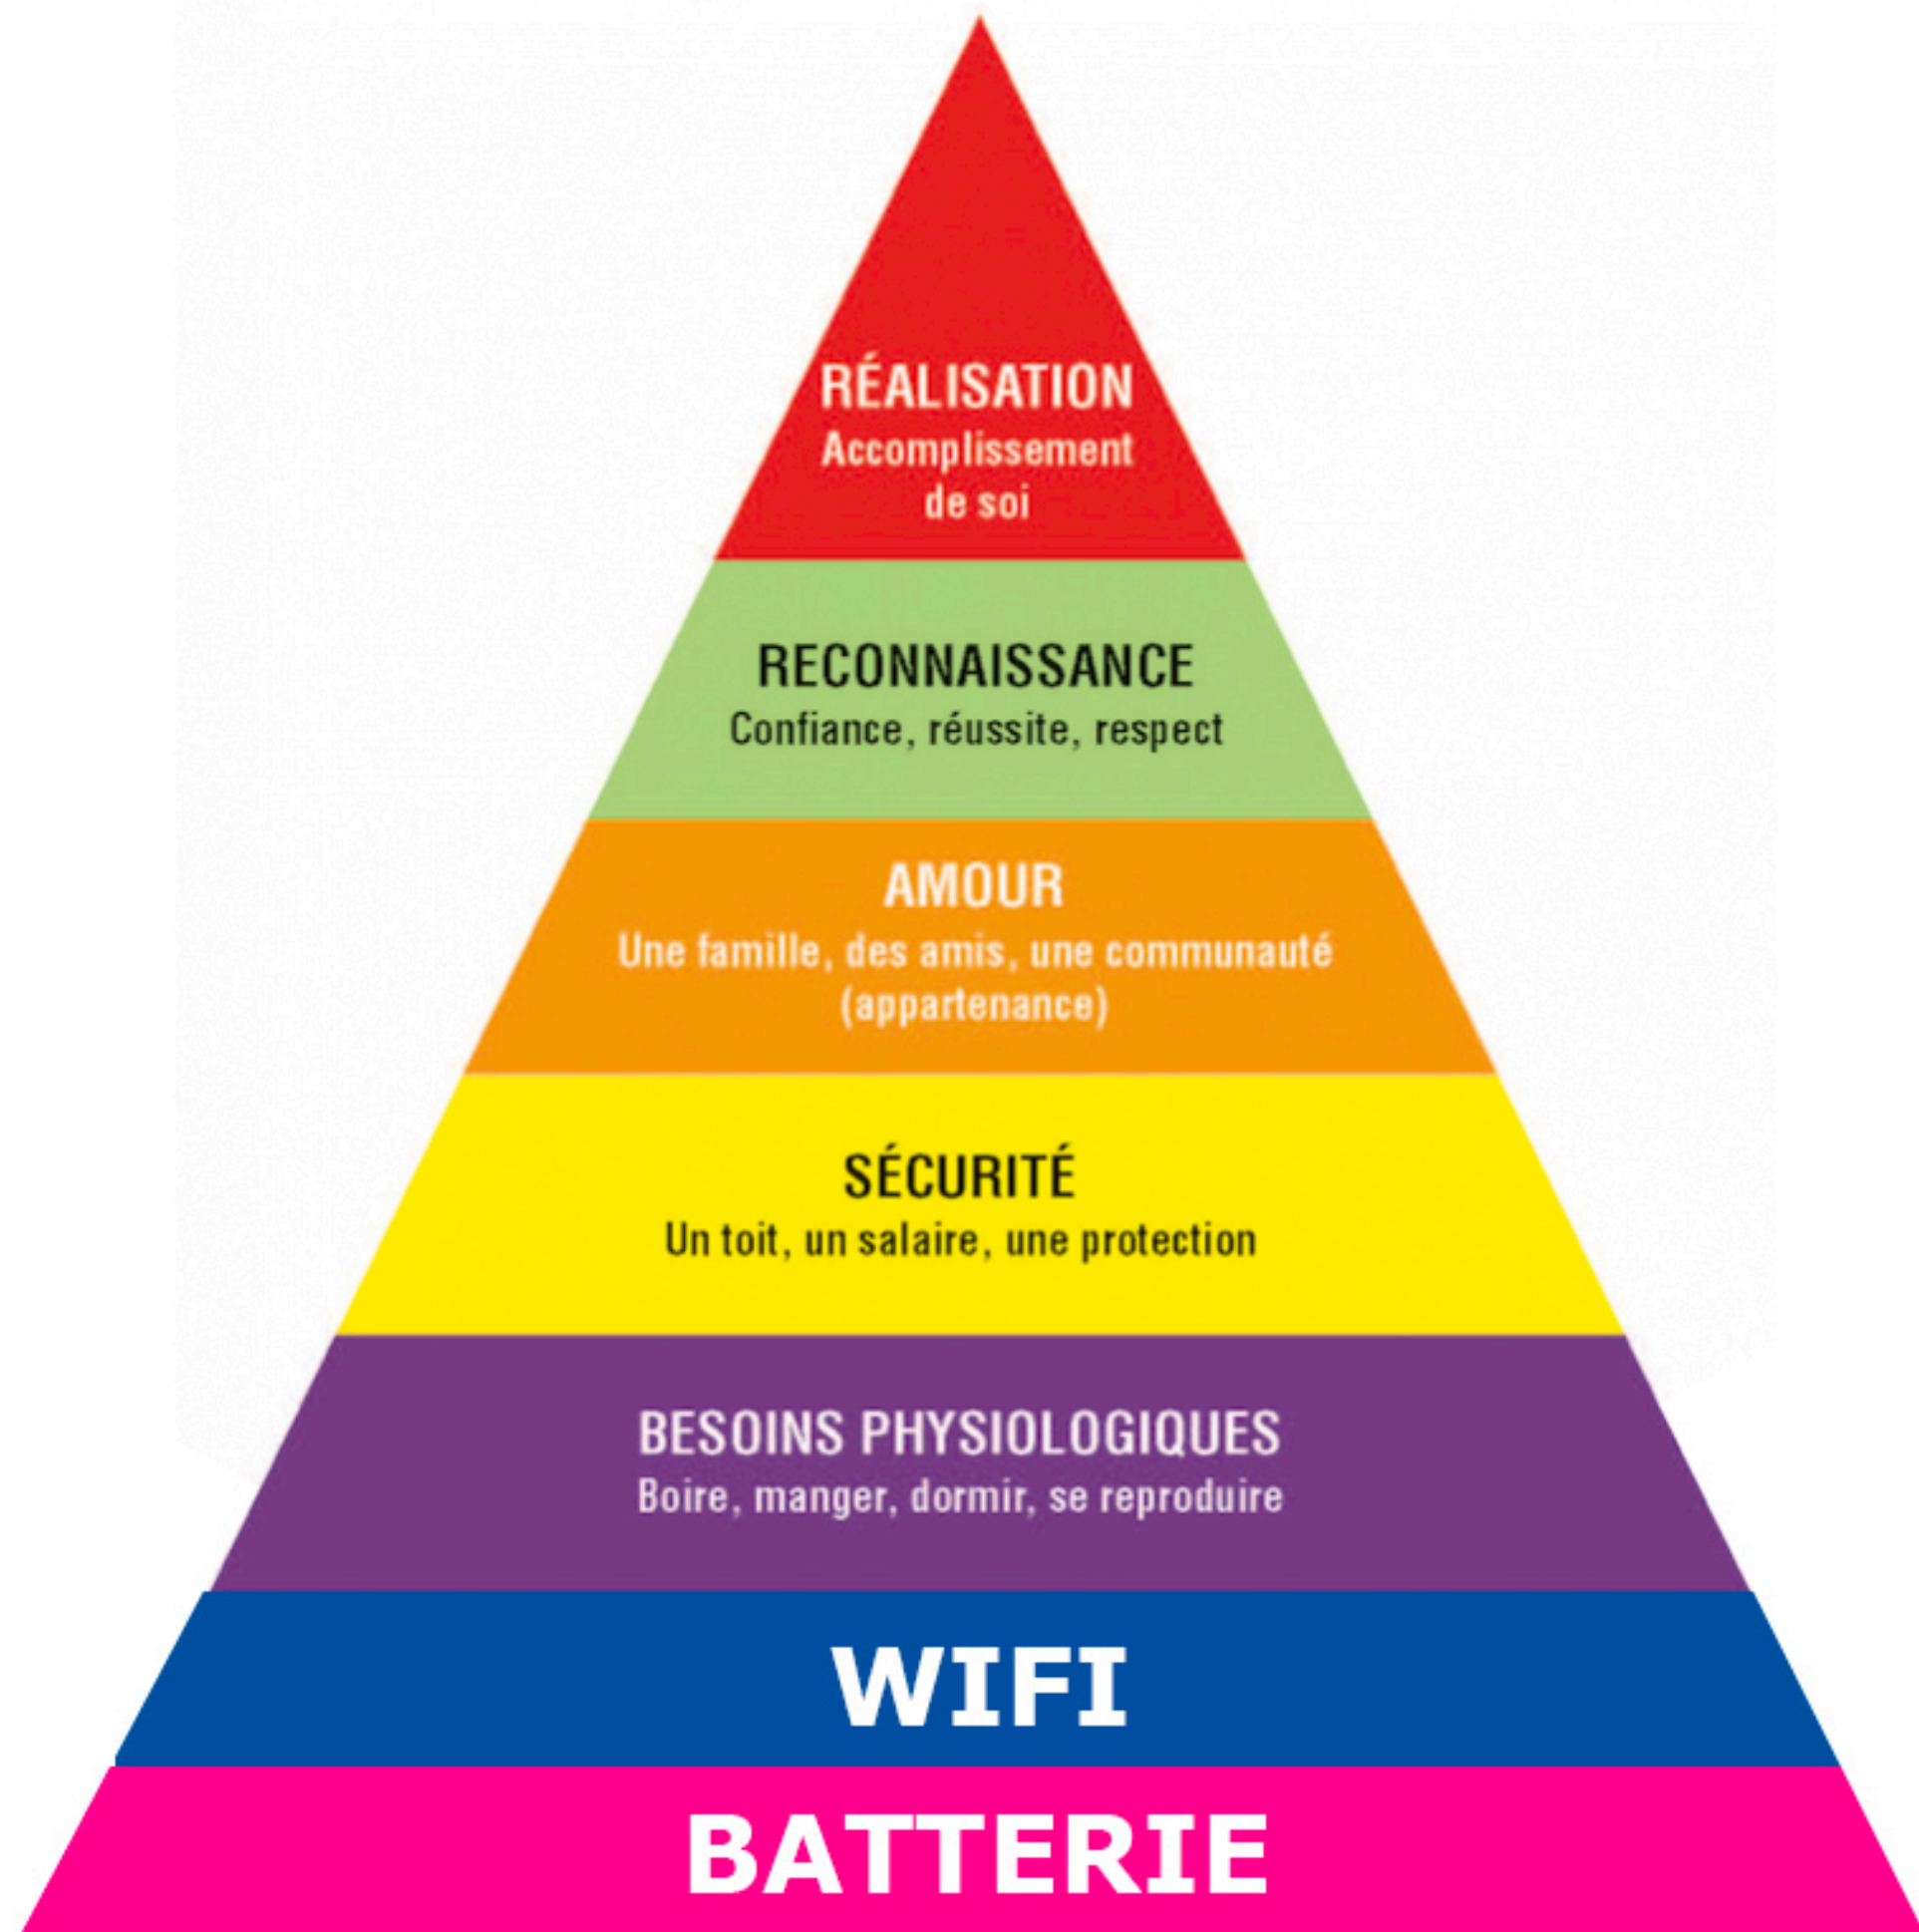 RÉALISATION
Accomplissement
de soi
RECONNAISSANCE
Confiance, réussite, respect
AMOUR
Une famille, des amis, une communauté
(appartenance)
SÉCURITÉ
Un toit, un salaire, une protection
BESOINS PHYSIOLOGIQUES
Boire, manger, dormir, se reproduire
WIFI
BATTERIE